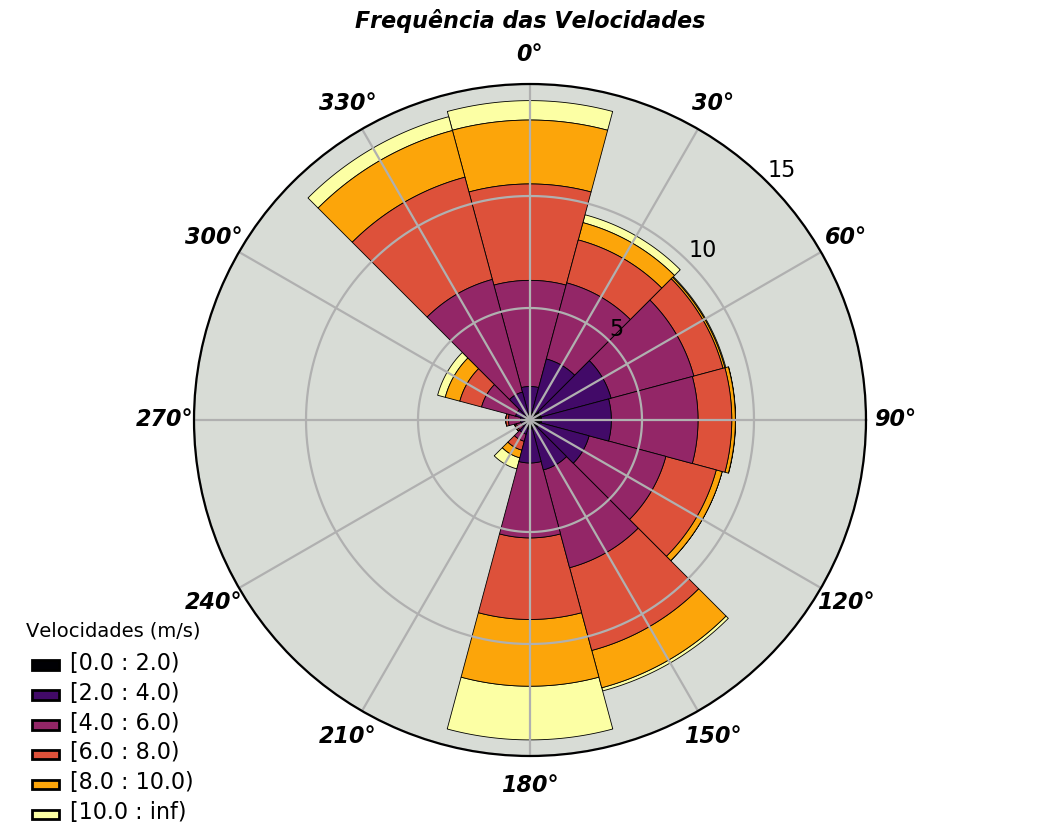 Frequência das Velocidades
0°
330°
30°
15
300°
60°
10
5
270°
90°
240°
120°
210°
150°
180°
Velocidades (m/s)
[0.0 : 2.0)
[2.0 : 4.0)
[4.0 : 6.0)
[6.0 : 8.0)
[8.0 : 10.0)
[10.0 : inf)